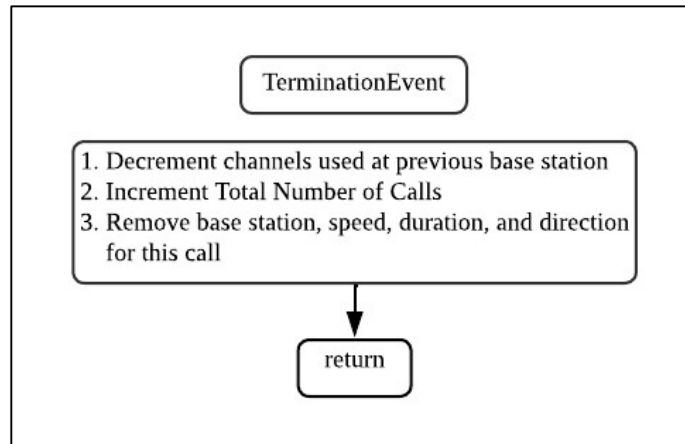 TerminationEvent
1. Decrement channels used at previous base station
2. Increment Total Number of Calls
3. Remove base station, speed, duration, and direction
for this call
return